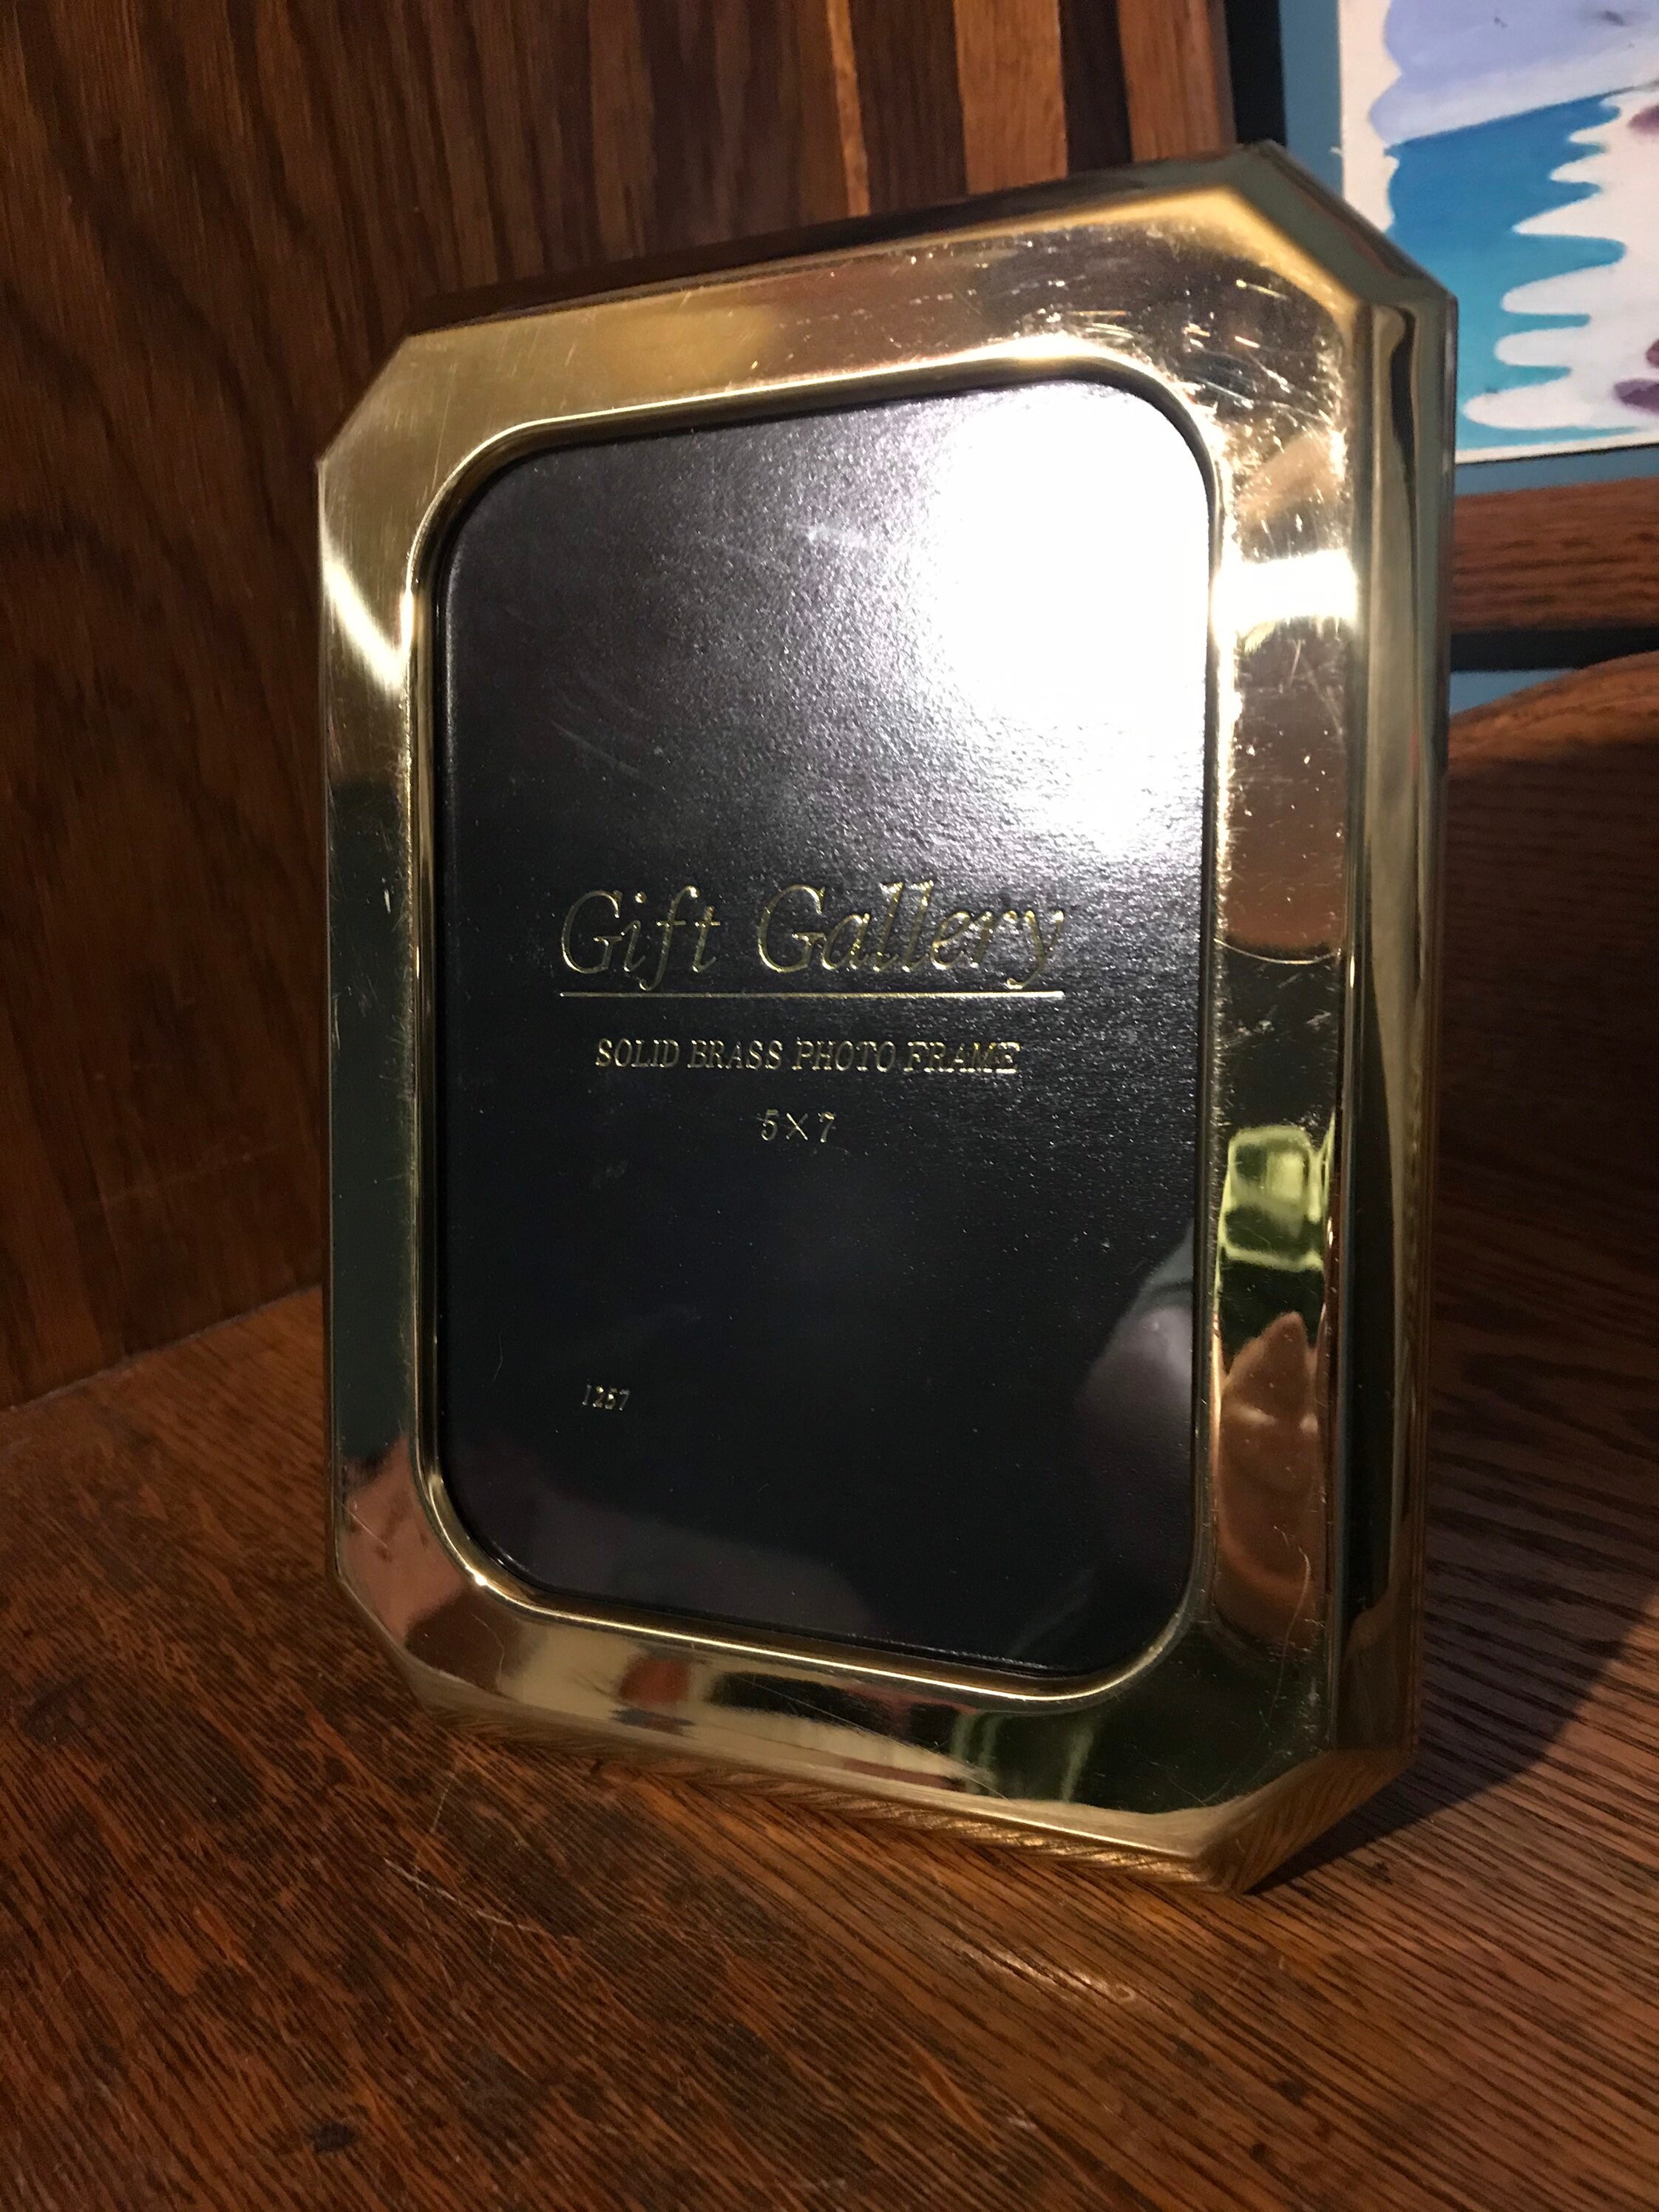 Gift Gallery
SOLID BRASS PHOTO FRAME
5×7
1257